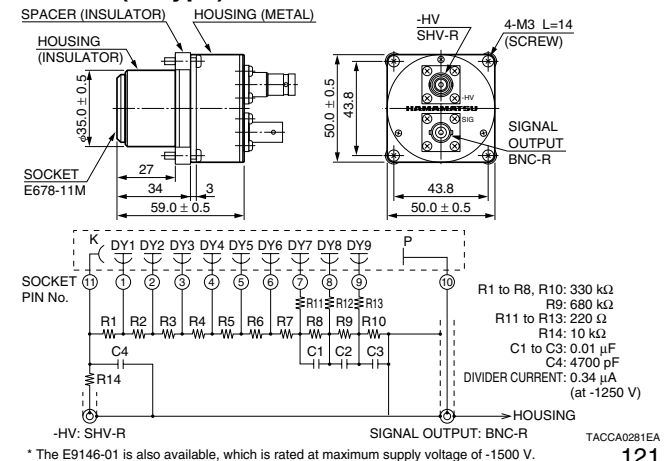 SPACER (INSULATOR)
HOUSING (METAL)
HOUSING
(INSULATOR)
-HV
SHV-R
4-M3 L=14
(SCREW)
φ35.0 ± 0.5
50.0 ± 0.5
43.8
-HV
HAMAMATSU
SIG
SIGNAL
OUTPUT
BNC-R
SOCKET
E678-11M
27
34
3
59.0 ± 0.5
43.8
50.0 ± 0.5
K DY1 DY2 DY3 DY4 DY5 DY6 DY7 DY8 DY9 P
SOCKET
PIN No.
11 1 2 3 4 5 6 7 8 9 10
R11 R12 R13
R1 R2 R3 R4 R5 R6 R7 R8 R9 R10
C4 C1 C2 C3
R14
R1 to R8, R10: 330 kΩ
R9: 680 kΩ
R11 to R13: 220 Ω
R14: 10 kΩ
C1 to C3: 0.01 μF
C4: 4700 pF
DIVIDER CURRENT: 0.34 μA
(at -1250 V)
HOUSING
-HV: SHV-R
SIGNAL OUTPUT: BNC-R
TACCA0281EA
* The E9146-01 is also available, which is rated at maximum supply voltage of -1500 V.
121